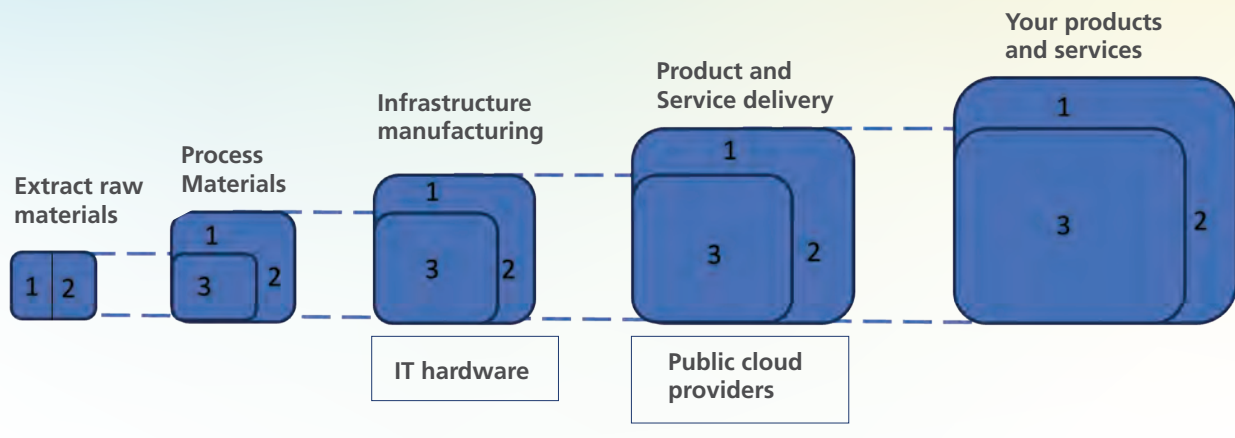 Extract raw
materials
1 2
Process
Materials
1
2
3
Infrastructure
manufacturing
1
2
3
IT hardware
Product and
Service delivery
1
2
3
Public cloud
providers
Your products
and services
1
2
3